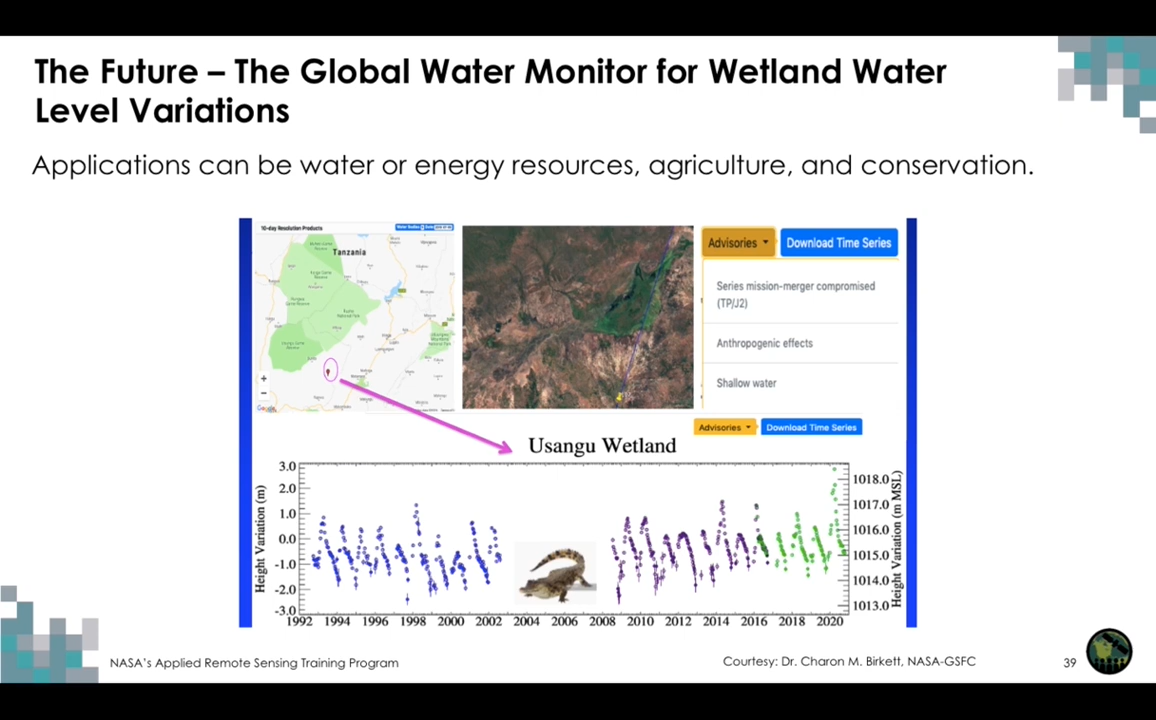 The Future – The Global Water Monitor for Wetland Water
Level Variations
Applications can be water or energy resources, agriculture, and conservation.
10-day Resolution Products
Tanzania
Google
+
−
Advisories
Download Time Series
Series mission-merger compromised
(TP/J2)
Anthropogenic effects
Shallow water
Advisories
Download Time Series
Usangu Wetland
Height Variation (m)
3.0
2.0
1.0
0.0
-1.0
-2.0
-3.0
1018.0
1017.0
1016.0
1015.0
1014.0
1013.0
Height Variation (m MSL)
1992 1994 1996 1998 2000 2002 2004 2006 2008 2010 2012 2014 2016 2018 2020
NASA's Applied Remote Sensing Training Program
Courtesy: Dr. Charon M. Birkett, NASA-GSFC
39